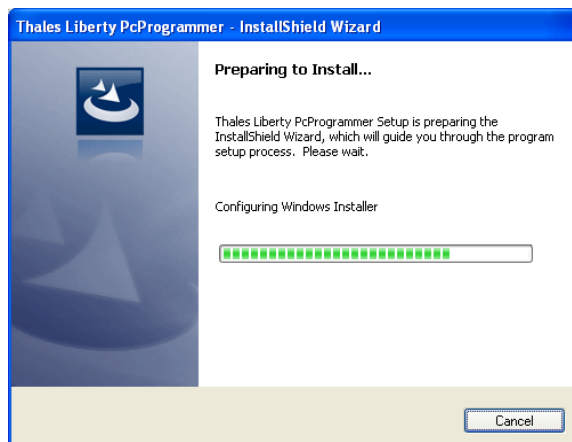 Thales Liberty PcProgrammer - InstallShield Wizard
Preparing to Install...
Thales Liberty PcProgrammer Setup is preparing the
InstallShield Wizard, which will guide you through the program
setup process. Please wait.
Configuring Windows Installer
Cancel